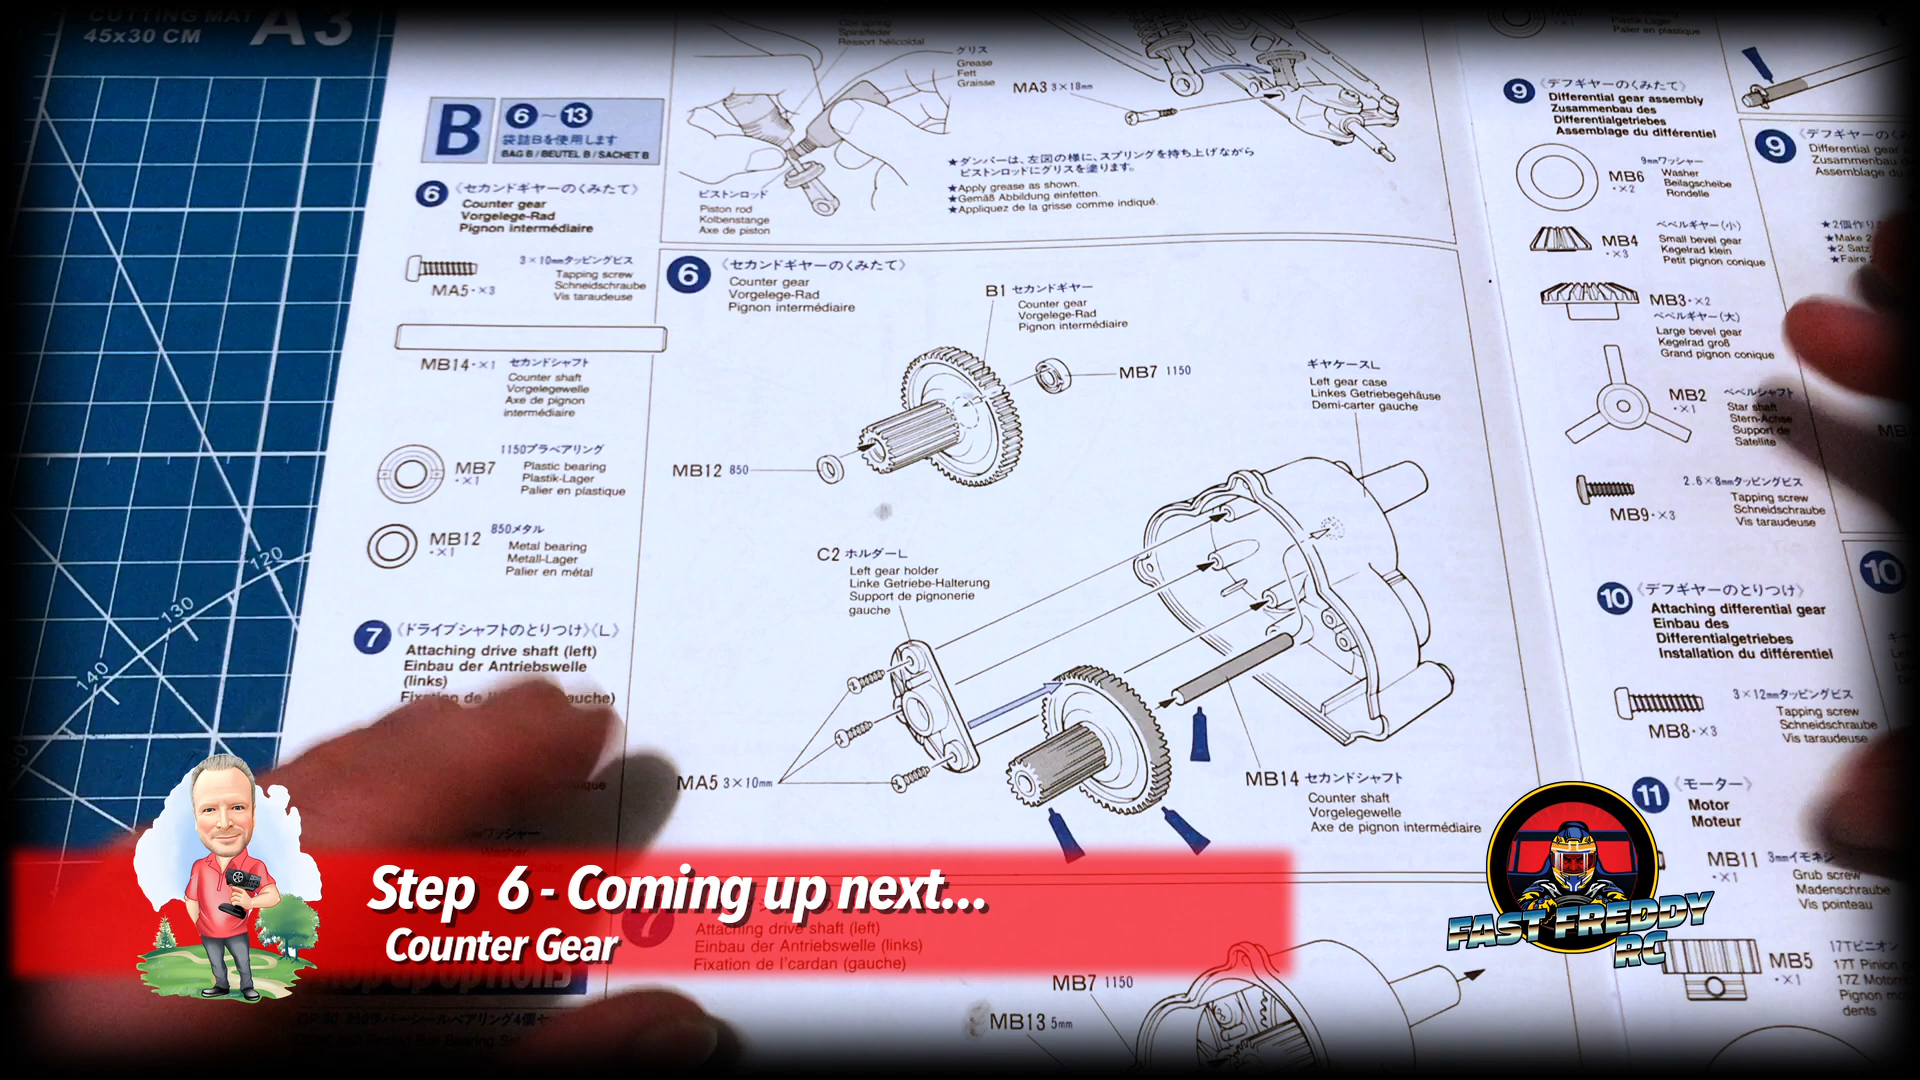 CUTTING MAT A3
45x30 CM
B
6 ~ 13
袋詰Bを使用します
BAG B / BEUTEL B / SACHET B
6 《セカンドギヤーのくみたて》
Counter gear
Vorgelege-Rad
Pignon intermédiaire
3×10mmタッピングビス
MA5・×3
Tapping screw
Schneidschraube
Vis taraudeuse
MB14・×1
セカンドシャフト
Counter shaft
Vorgelegewelle
Axe de pignon
intermédiaire
1150プラベアリング
MB7
・×1
Plastic bearing
Plastik-Lager
Palier en plastique
850メタル
MB12
・×1
Metal bearing
Metall-Lager
Palier en métal
7 《ドライブシャフトのとりつけ》(L)
Attaching drive shaft (left)
Einbau der Antriebswelle
(links)
Spiralfeder
Ressort hélicoïdal
グリス
Grease
Fett
Graisse
MA3 3×18mm
ピストンロッド
Piston rod
Kolbenstange
Axe de piston
★ダンパーは、左図の様に、スプリングを持ち上げながら
ピストンロッドにグリスを塗ります。
★Apply grease as shown.
★Gemäß Abbildung einfetten.
★Appliquez de la grisse comme indiqué.
6 《セカンドギヤーのくみたて》
Counter gear
Vorgelege-Rad
Pignon intermédiaire
B1 セカンドギヤー
Counter gear
Vorgelege-Rad
Pignon intermédiaire
MB7 1150
MB12 850
ギヤケースL
Left gear case
Linkes Getriebegehäuse
Demi-carter gauche
C2 ホルダーL
Left gear holder
Linke Getriebe-Halterung
Support de pignonerie
gauche
MA5 3×10mm
MB14 セカンドシャフト
Counter shaft
Vorgelegewelle
Axe de pignon intermédiaire
7
Attaching drive shaft (left)
Einbau der Antriebswelle (links)
Fixation de l'cardan (gauche)
MB7 1150
MB13 5mm
Palier en plastique
9 《デフギヤーのくみたて》
Differential gear assembly
Zusammenbau des
Differentialgetriebes
Assemblage du différentiel
9mmワッシャー
MB6
・×2
Washer
Beilagscheibe
Rondelle
ベベルギヤー(小)
MB4
・×3
Small bevel gear
Kegelrad klein
Petit pignon conique
MB3・×2
ベベルギヤー(大)
Large bevel gear
Kegelrad groß
Grand pignon conique
MB2
・×1
ベベルシャフト
Star shaft
Stern-Achse
Support de
Satellite
2.6×8mmタッピングビス
MB9・×3
Tapping screw
Schneidschraube
Vis taraudeuse
10 《デフギヤーのとりつけ》
Attaching differential gear
Einbau des
Differentialgetriebes
Installation du différentiel
3×12mmタッピングビス
MB8・×3
Tapping screw
Schneidschraube
Vis taraudeuse
11 《モーター》
Motor
Moteur
MB11
・×1
3mmイモネジ
Grub screw
Madenschraube
Vis pointeau
MB5
・×1
17T Pinion
dents
9
10
120
130
140
Step 6 - Coming up next...
Counter Gear
FAST FREDDY
RC